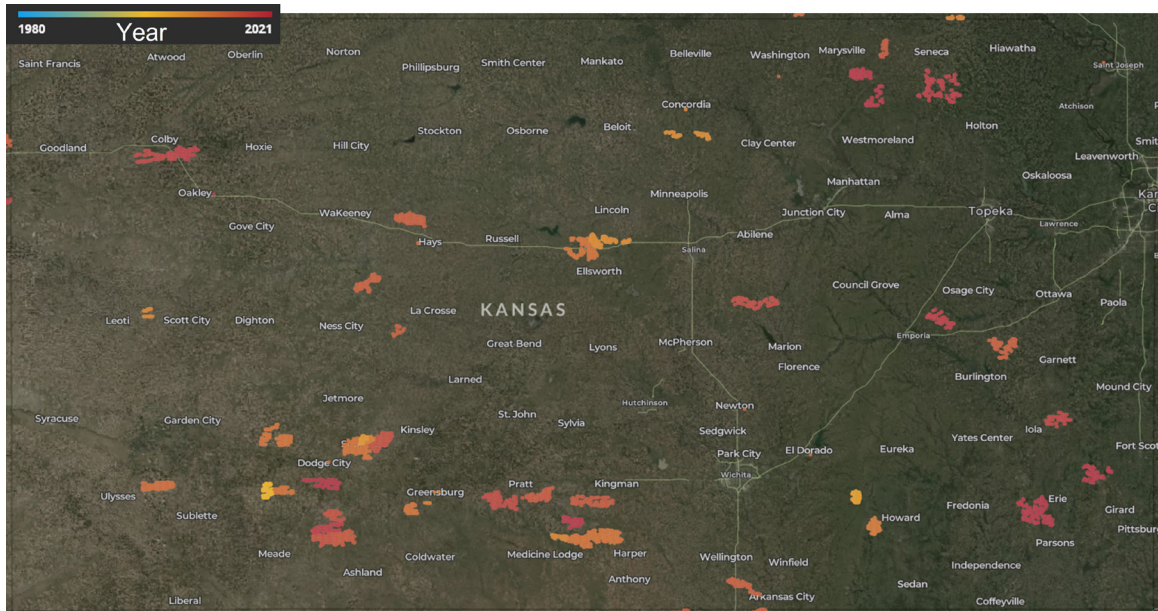 1980 Year 2021
Saint Francis
Atwood
Oberlin
Norton
Phillipsburg
Smith Center
Mankato
Belleville
Washington
Marysville
Seneca
Hiawatha
Saint Joseph
Concordia
Atchison
Goodland
Colby
Hoxie
Hill City
Stockton
Osborne
Beloit
Clay Center
Westmoreland
Holton
Leavenworth
Oskaloosa
Oakley
WaKeeney
Lincoln
Minneapolis
Manhattan
Junction City
Alma
Topeka
Lawrence
Gove City
Hays
Russell
Salina
Abilene
Ellsworth
Council Grove
Osage City
Ottawa
Paola
Leoti
Scott City
Dighton
Ness City
La Crosse
KANSAS
Great Bend
Lyons
McPherson
Marion
Florence
Emporia
Burlington
Garnett
Mound City
Larned
Jetmore
Syracuse
Garden City
Kinsley
St. John
Sylvia
Hutchinson
Newton
Sedgwick
Park City
El Dorado
Eureka
Yates Center
Iola
Fort Scot
Dodge City
Wichita
Ulysses
Greensburg
Pratt
Kingman
Sublette
Howard
Fredonia
Erie
Girard
Pittsburg
Parsons
Meade
Ashland
Coldwater
Medicine Lodge
Harper
Anthony
Wellington
Winfield
Independence
Liberal
Arkansas City
Sedan
Coffeyville